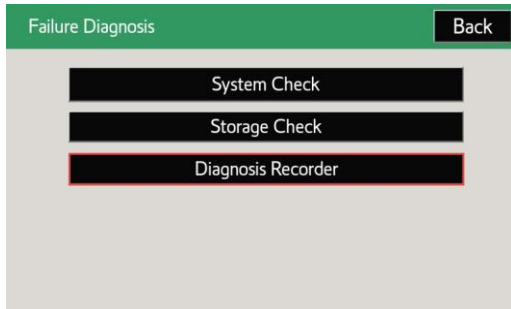 Failure Diagnosis
Back
System Check
Storage Check
Diagnosis Recorder